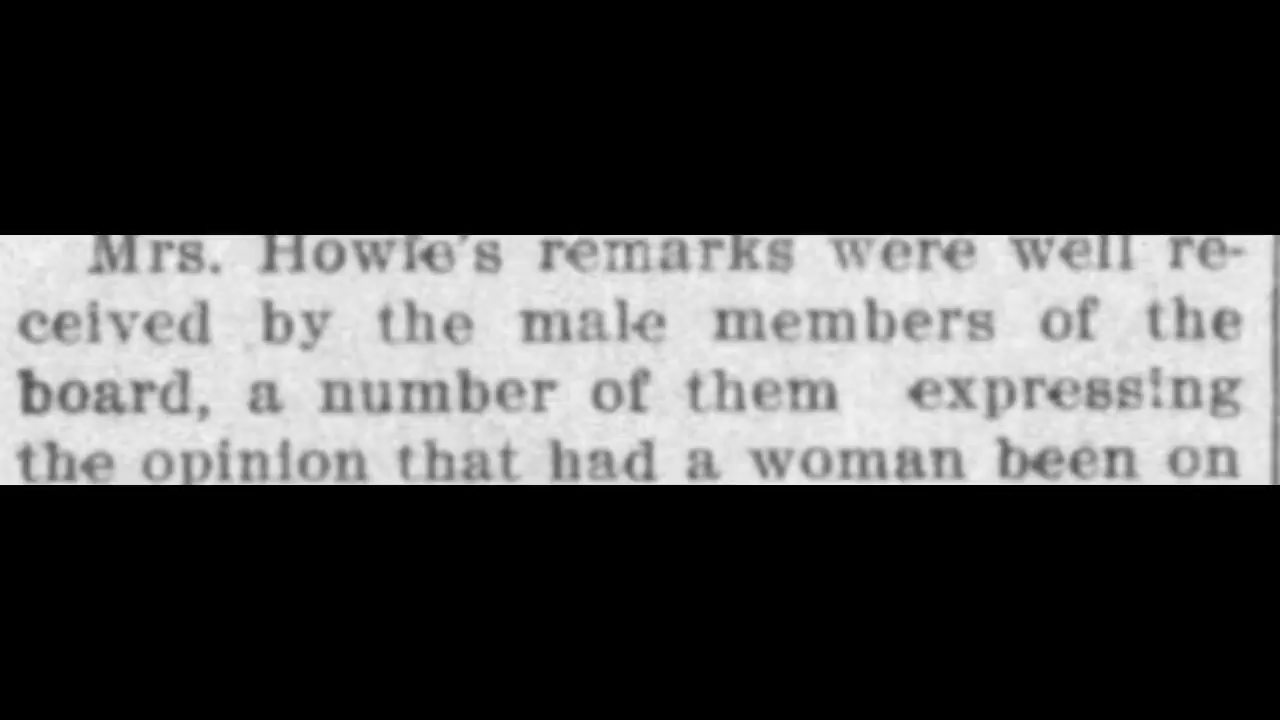 Mrs. Howie's remarks were well re-
ceived by the male members of the
board, a number of them expressing
the opinion that had a woman been on